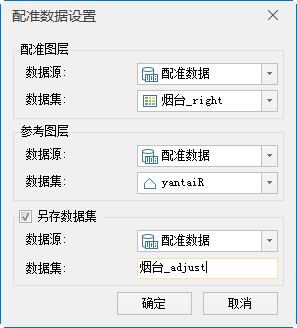 配准数据设置
配准图层
数据源: 配准数据
数据集: 烟台_right
参考图层
数据源: 配准数据
数据集: yantaiR
另存数据集
数据源: 配准数据
数据集: 烟台_adjust
确定 取消